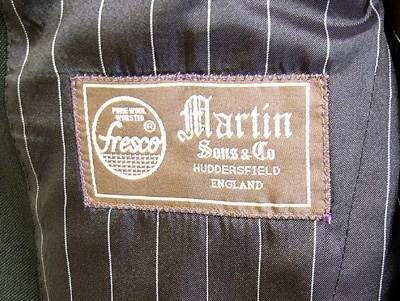 PURE WOOL
WORSTED
fresco ®
Martin
Sons & Co
HUDDERSFIELD
ENGLAND